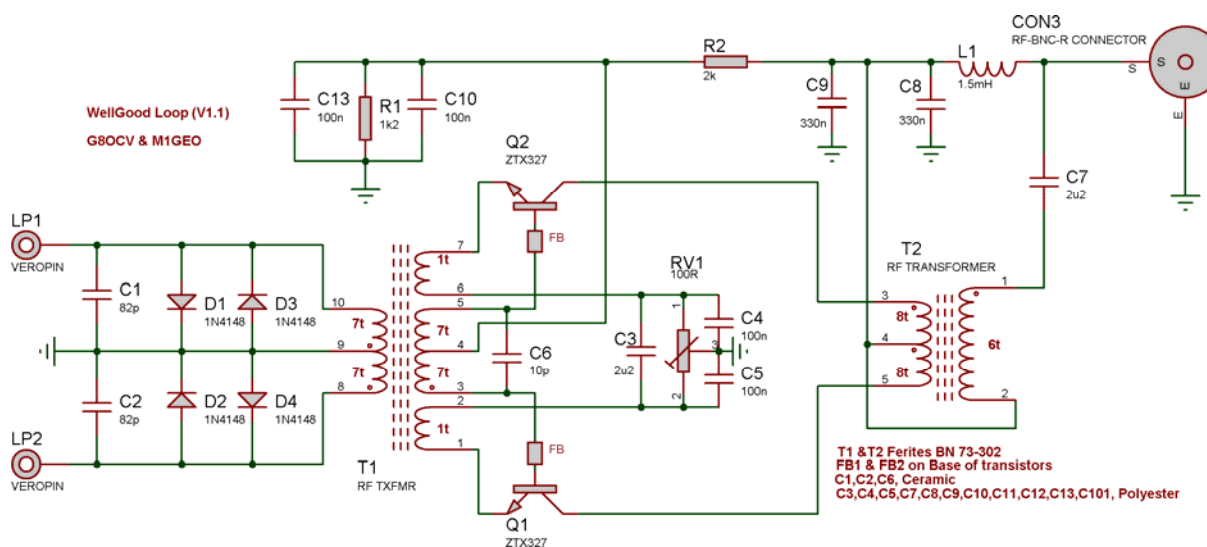 CON3
RF-BNC-R CONNECTOR
S
S
E
E
R2
2k
L1
1.5mH
C13
100n
R1
1k2
C10
100n
C9
330n
C8
330n
WellGood Loop (V1.1)
G8OCV & M1GEO
Q2
ZTX327
C7
2u2
LP1
VEROPIN
FB
7
1t
6
RV1
100R
T2
RF TRANSFORMER
C1
82p
D1
1N4148
D3
1N4148
10
7t
9
7t
8
5
7t
4
7t
3
C6
10p
C3
2u2
1
3
2
C4
100n
C5
100n
3
8t
4
8t
5
1
6t
2
C2
82p
D2
1N4148
D4
1N4148
2
1t
1
LP2
VEROPIN
FB
T1
RF TXFMR
Q1
ZTX327
T1 &T2 Ferites BN 73-302
FB1 & FB2 on Base of transistors
C1,C2,C6, Ceramic
C3,C4,C5,C7,C8,C9,C10,C11,C12,C13,C101, Polyester